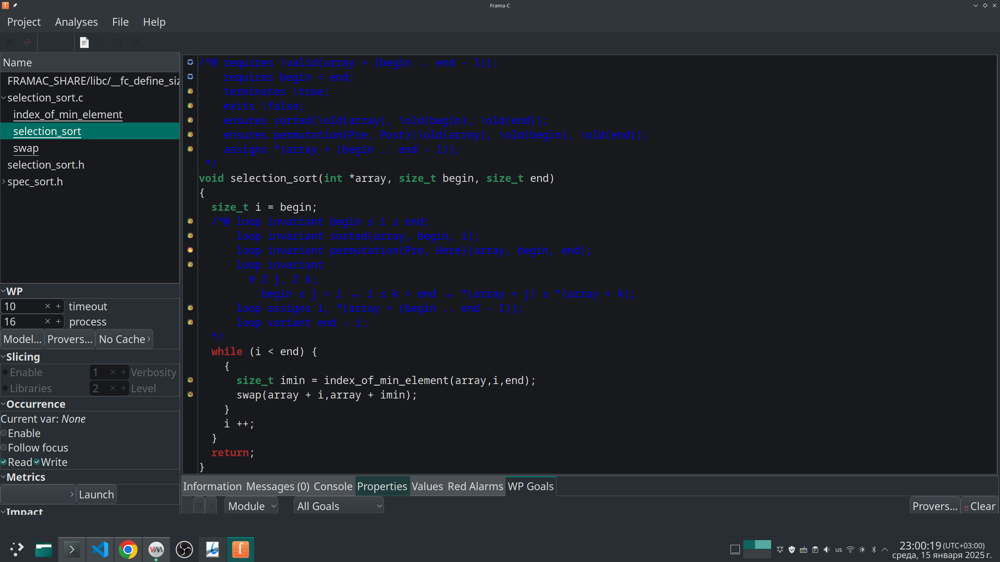 Frama-C
Project Analyses File Help
Name
FRAMAC_SHARE/libc/__fc_define_siz
selection_sort.c
index_of_min_element
selection_sort
swap
selection_sort.h
spec_sort.h
WP
10 timeout
16 process
Model... Provers... No Cache
Slicing
Enable 1 Verbosity
Libraries 2 Level
Occurrence
Current var: None
Enable
Follow focus
Read Write
Metrics
Launch
Impact
/*@ requires \valid(array + (begin .. end - 1));
requires begin < end;
terminates \true;
exits \false;
ensures sorted(\old(array), \old(begin), \old(end));
ensures permutation{Pre, Post}(\old(array), \old(begin), \old(end));
assigns *(array + (begin .. end - 1));
*/
void selection_sort(int *array, size_t begin, size_t end)
{
size_t i = begin;
/*@ loop invariant begin ≤ i ≤ end;
loop invariant sorted(array, begin, i);
loop invariant permutation{Pre, Here}(array, begin, end);
loop invariant
∀ ℤ j, ℤ k;
begin ≤ j < i → i ≤ k < end → *(array + j) ≤ *(array + k);
loop assigns i, *(array + (begin .. end - 1));
loop variant end - i;
*/
while (i < end) {
{
size_t imin = index_of_min_element(array,i,end);
swap(array + i,array + imin);
}
i ++;
}
return;
}
Information Messages (0) Console Properties Values Red Alarms WP Goals
Module All Goals Provers... Clear
us
23:00:19 (UTC+03:00)
среда, 15 января 2025 г.